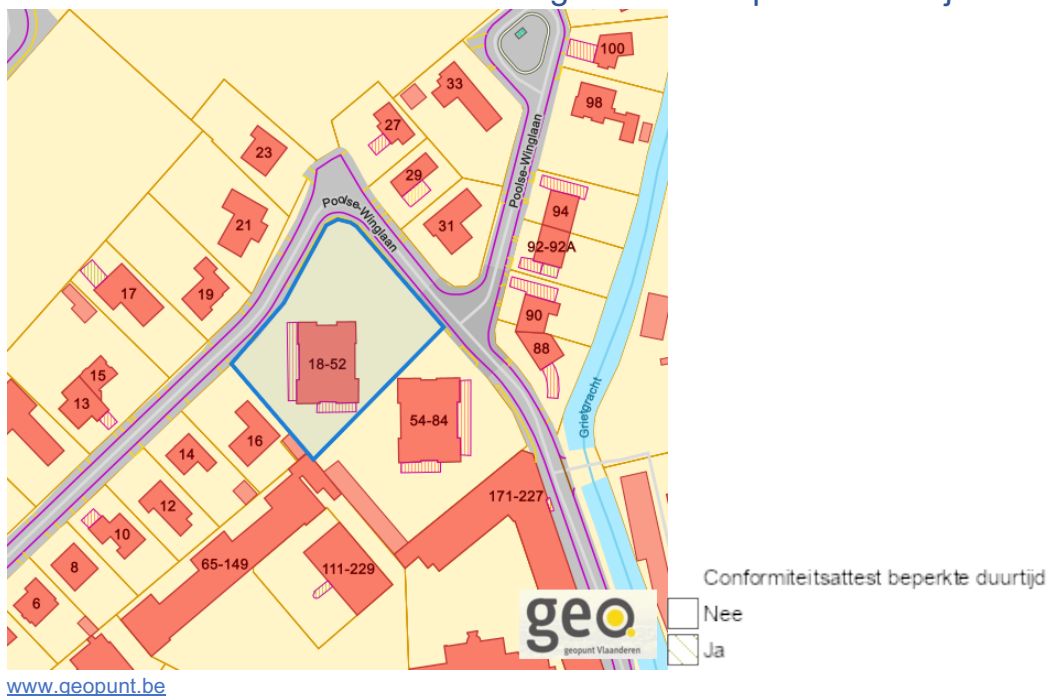 100
33
98
27
23
Poolse-Winglaan
29
Poolse-Winglaan
94
21
31
92-92A
17
19
90
18-52
88
15
13
54-84
Grietgracht
16
14
171-227
12
10
8
65-149
111-229
6
geo
geopunt Vlaanderen
Conformiteitsattest beperkte duurtijd
Nee
Ja
www.geopunt.be